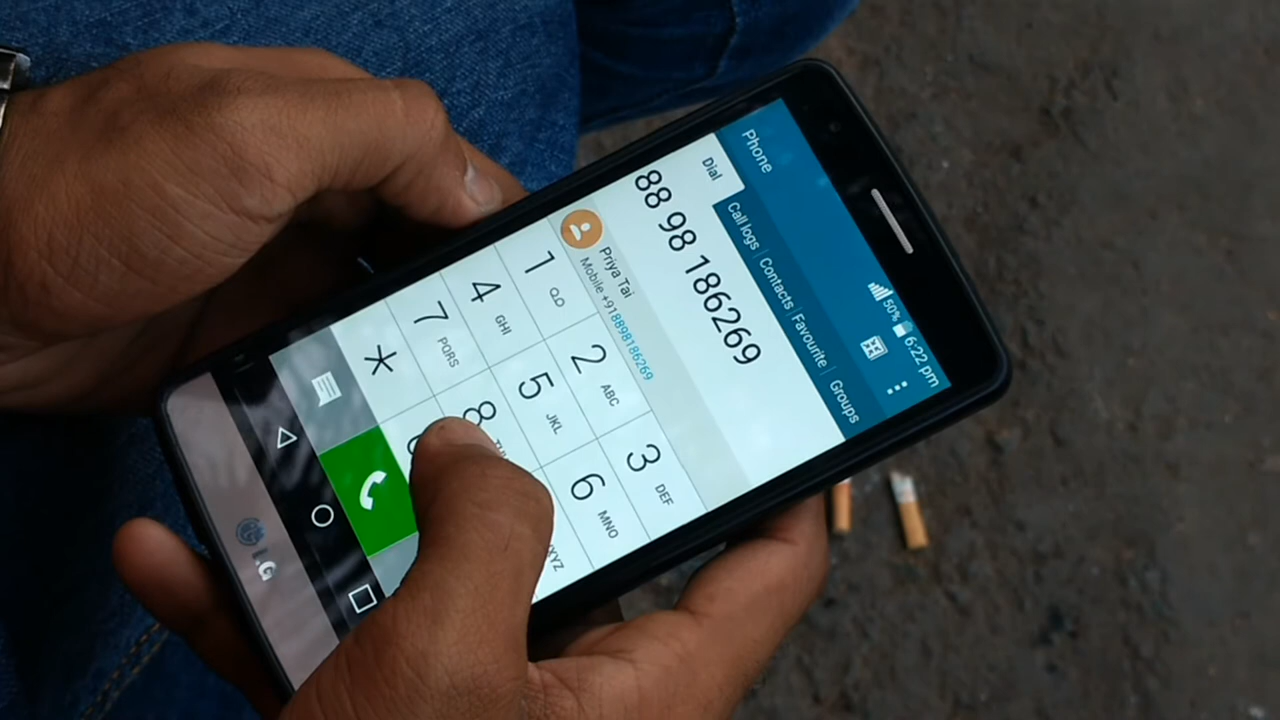 50% 6:22 pm
Phone
Dial Call logs Contacts Favourite Groups
88 98 186269
Priya Tai
Mobile +918898186269
1
2 ABC
3 DEF
4 GHI
5 JKL
6 MNO
7 PQRS
8
*
LG